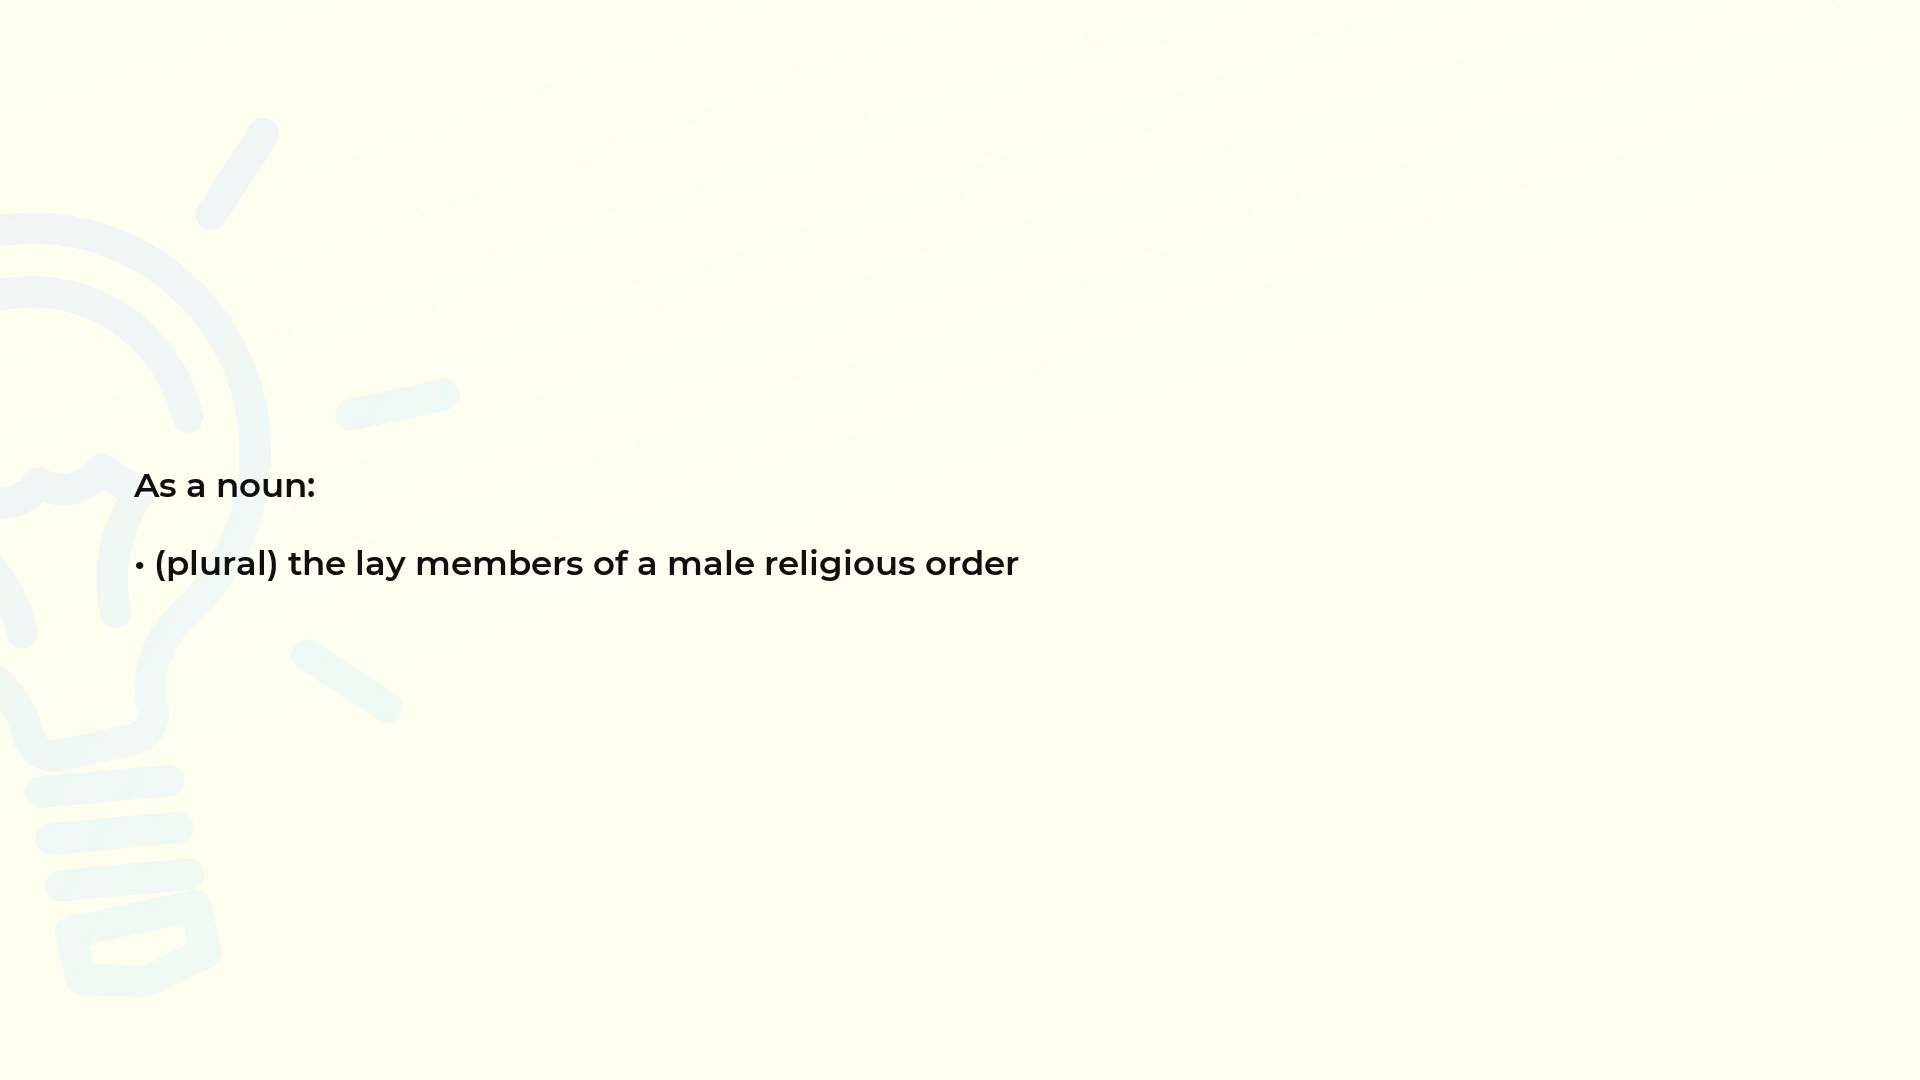 As a noun:
• (plural) the lay members of a male religious order